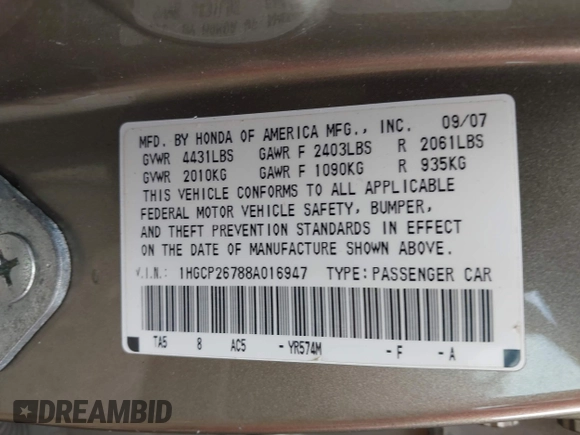 MFD. BY HONDA OF AMERICA MFG., INC. 09/07
GVWR 4431LBS GAWR F 2403LBS R 2061LBS
GVWR 2010KG GAWR F 1090KG R 935KG
THIS VEHICLE CONFORMS TO ALL APPLICABLE
FEDERAL MOTOR VEHICLE SAFETY, BUMPER,
AND THEFT PREVENTION STANDARDS IN EFFECT
ON THE DATE OF MANUFACTURE SHOWN ABOVE.
V.I.N.: 1HGCP26788A016947 TYPE: PASSENGER CAR
TA5 8 AC5 - YR574M - F - A
DREAMBID